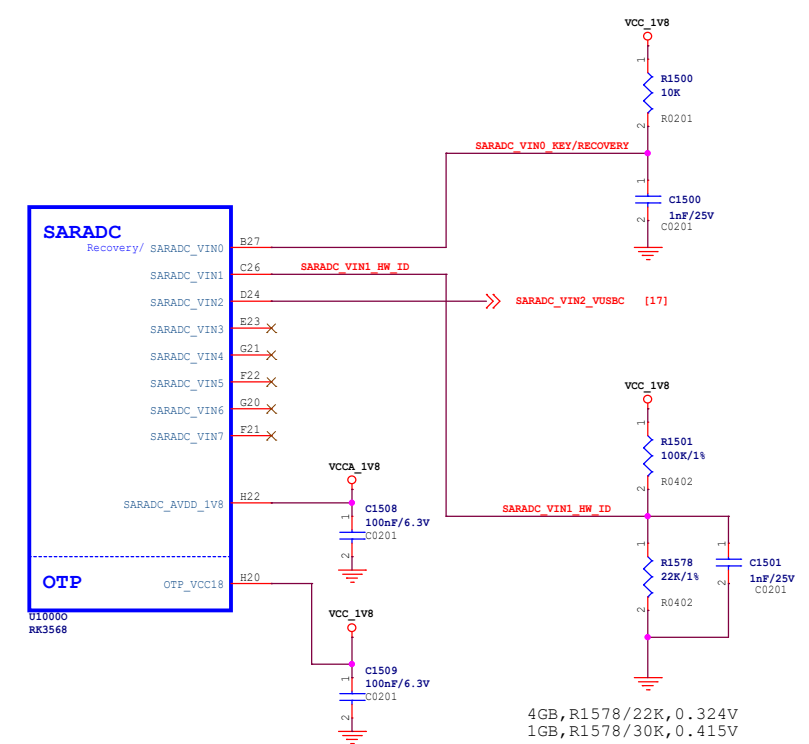 VCC_1V8
1
R1500
10K
R0201
2
SARADC_VIN0_KEY/RECOVERY
1
C1500
1nF/25V
C0201
2
SARADC
Recovery/ SARADC_VIN0 B27
SARADC_VIN1 C26 SARADC_VIN1_HW_ID
SARADC_VIN2 D24 SARADC_VIN2_VUSBC [17]
SARADC_VIN3 E23
SARADC_VIN4 G21
SARADC_VIN5 F22
SARADC_VIN6 G20
SARADC_VIN7 F21
VCC_1V8
1
R1501
100K/1%
R0402
2
VCCA_1V8
SARADC_AVDD_1V8 H22
1
C1508
100nF/6.3V
C0201
2
SARADC_VIN1_HW_ID
1
R1578
22K/1%
R0402
2
1
C1501
1nF/25V
C0201
2
OTP
OTP_VCC18 H20
U1000O
RK3568
VCC_1V8
1
C1509
100nF/6.3V
C0201
2
4GB,R1578/22K,0.324V
1GB,R1578/30K,0.415V